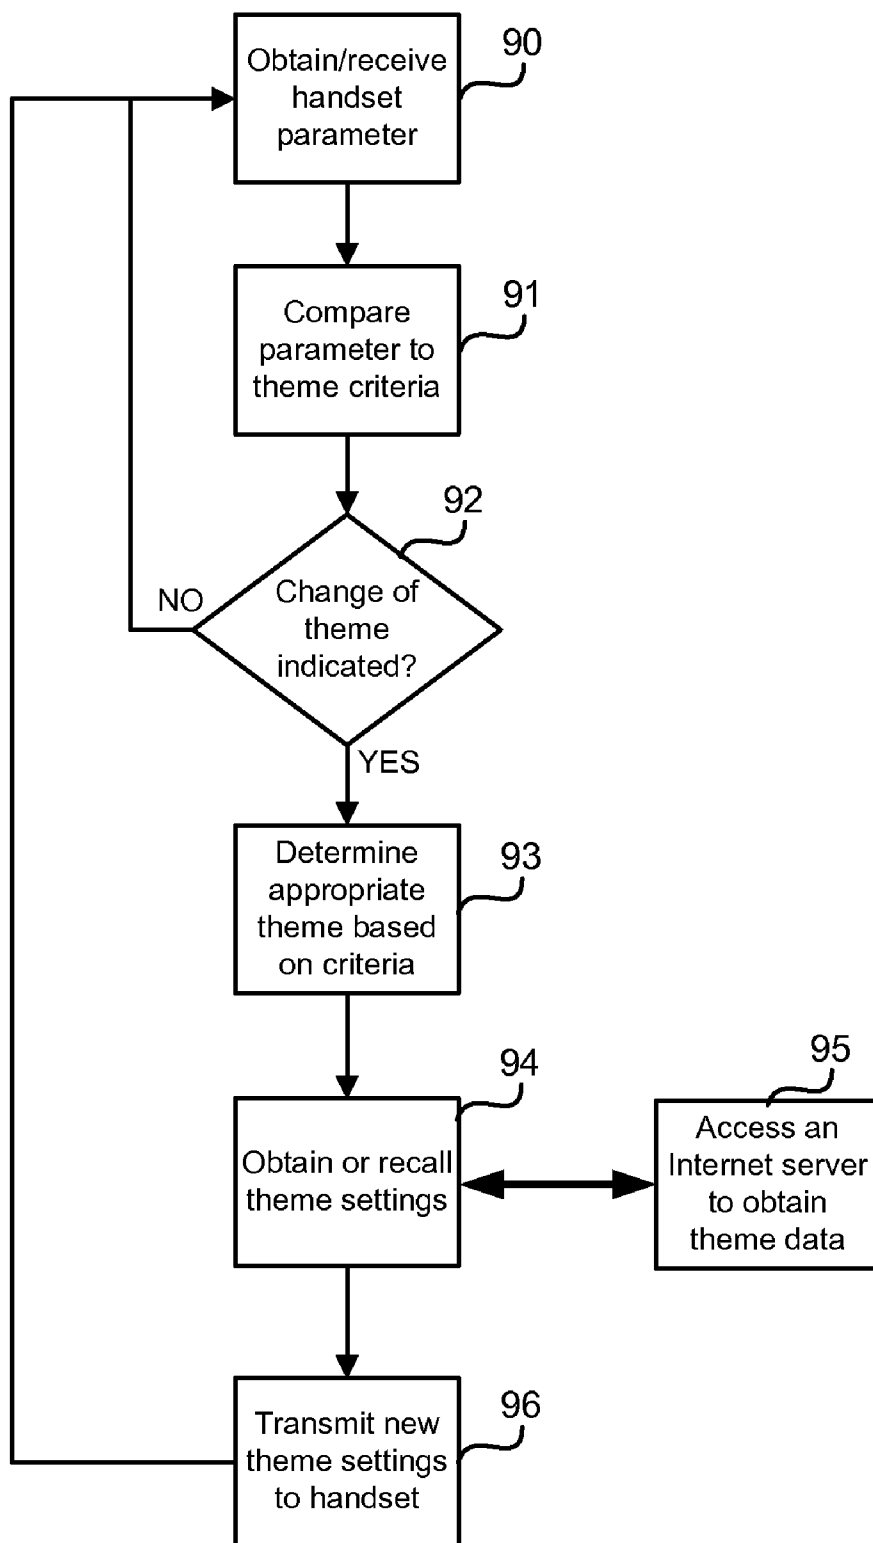 Obtain/receive
handset
parameter
90
Compare
parameter to
theme criteria
91
92
Change of
theme
indicated?
NO
YES
Determine
appropriate
theme based
on criteria
93
94
Obtain or recall
theme settings
95
Access an
Internet server
to obtain
theme data
Transmit new
theme settings
to handset
96